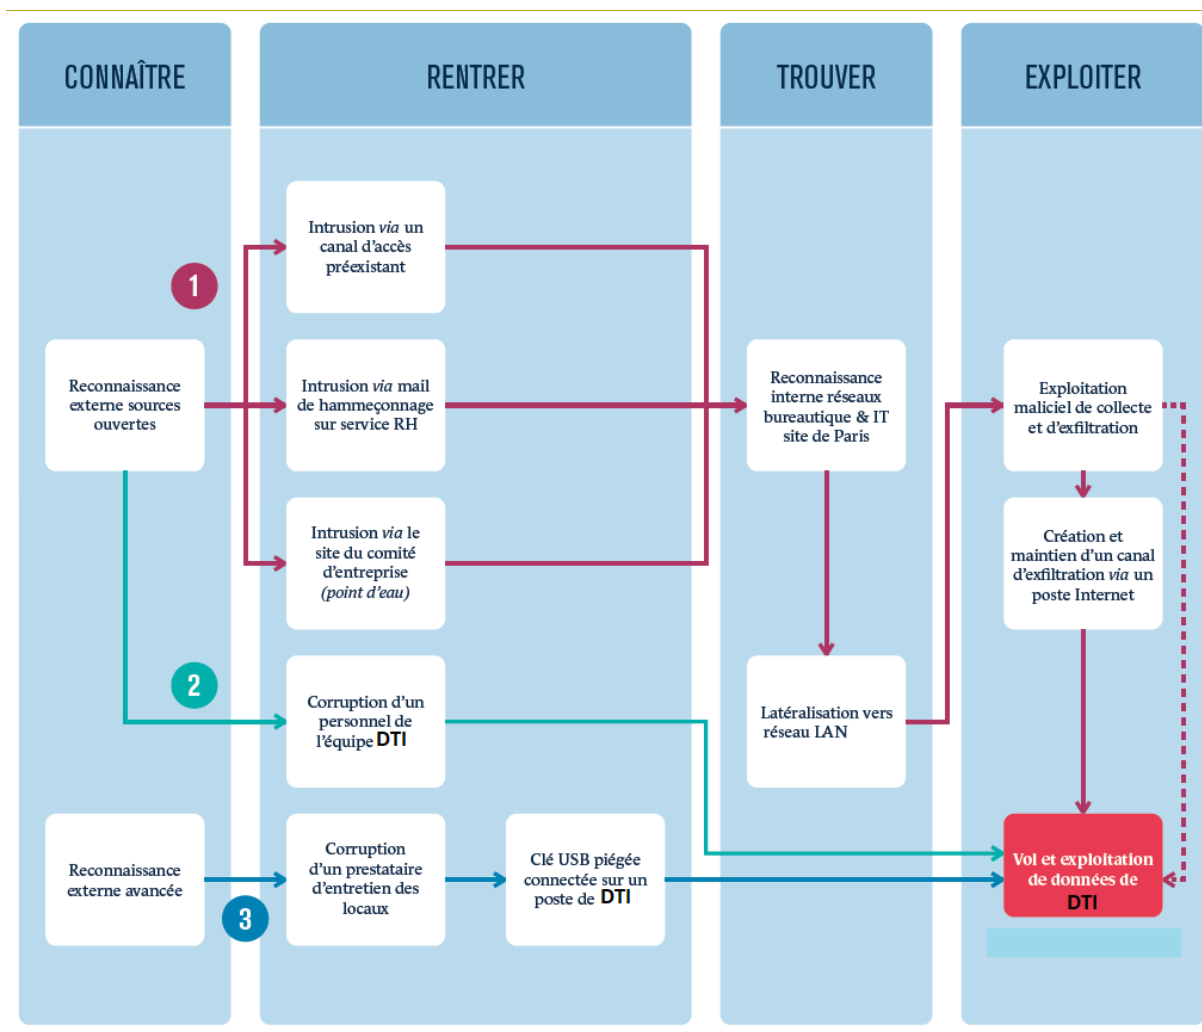 CONNAÎTRE
RENTRER
TROUVER
EXPLOITER
Intrusion via un
canal d'accès
préexistant
1
Reconnaissance
externe sources
ouvertes
Intrusion via mail
de hammeçonnage
sur service RH
Reconnaissance
interne réseaux
bureautique & IT
site de Paris
Exploitation
maliciel de collecte
et d'exfiltration
Intrusion via le
site du comité
d'entreprise
(point d'eau)
Création et
maintien d'un canal
d'exfiltration via un
poste Internet
2
Corruption d'un
personnel de
l'équipe DTI
Latéralisation vers
réseau LAN
Reconnaissance
externe avancée
3
Corruption
d'un prestataire
d'entretien des
locaux
Clé USB piégée
connectée sur un
poste de DTI
Vol et exploitation
de données de
DTI